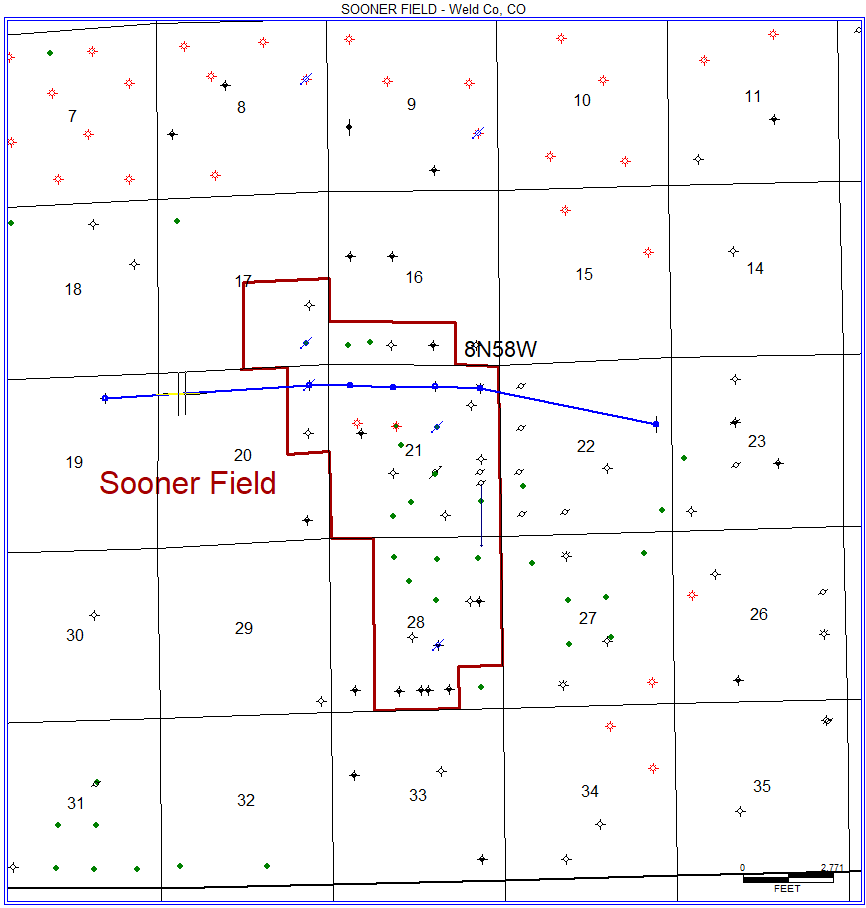 SOONER FIELD - Weld Co, CO
7 8 9 10 11
18 17 16 15 14
8N58W
19 20 21 22 23
Sooner Field
30 29 28 27 26
31 32 33 34 35
0 2,771
FEET